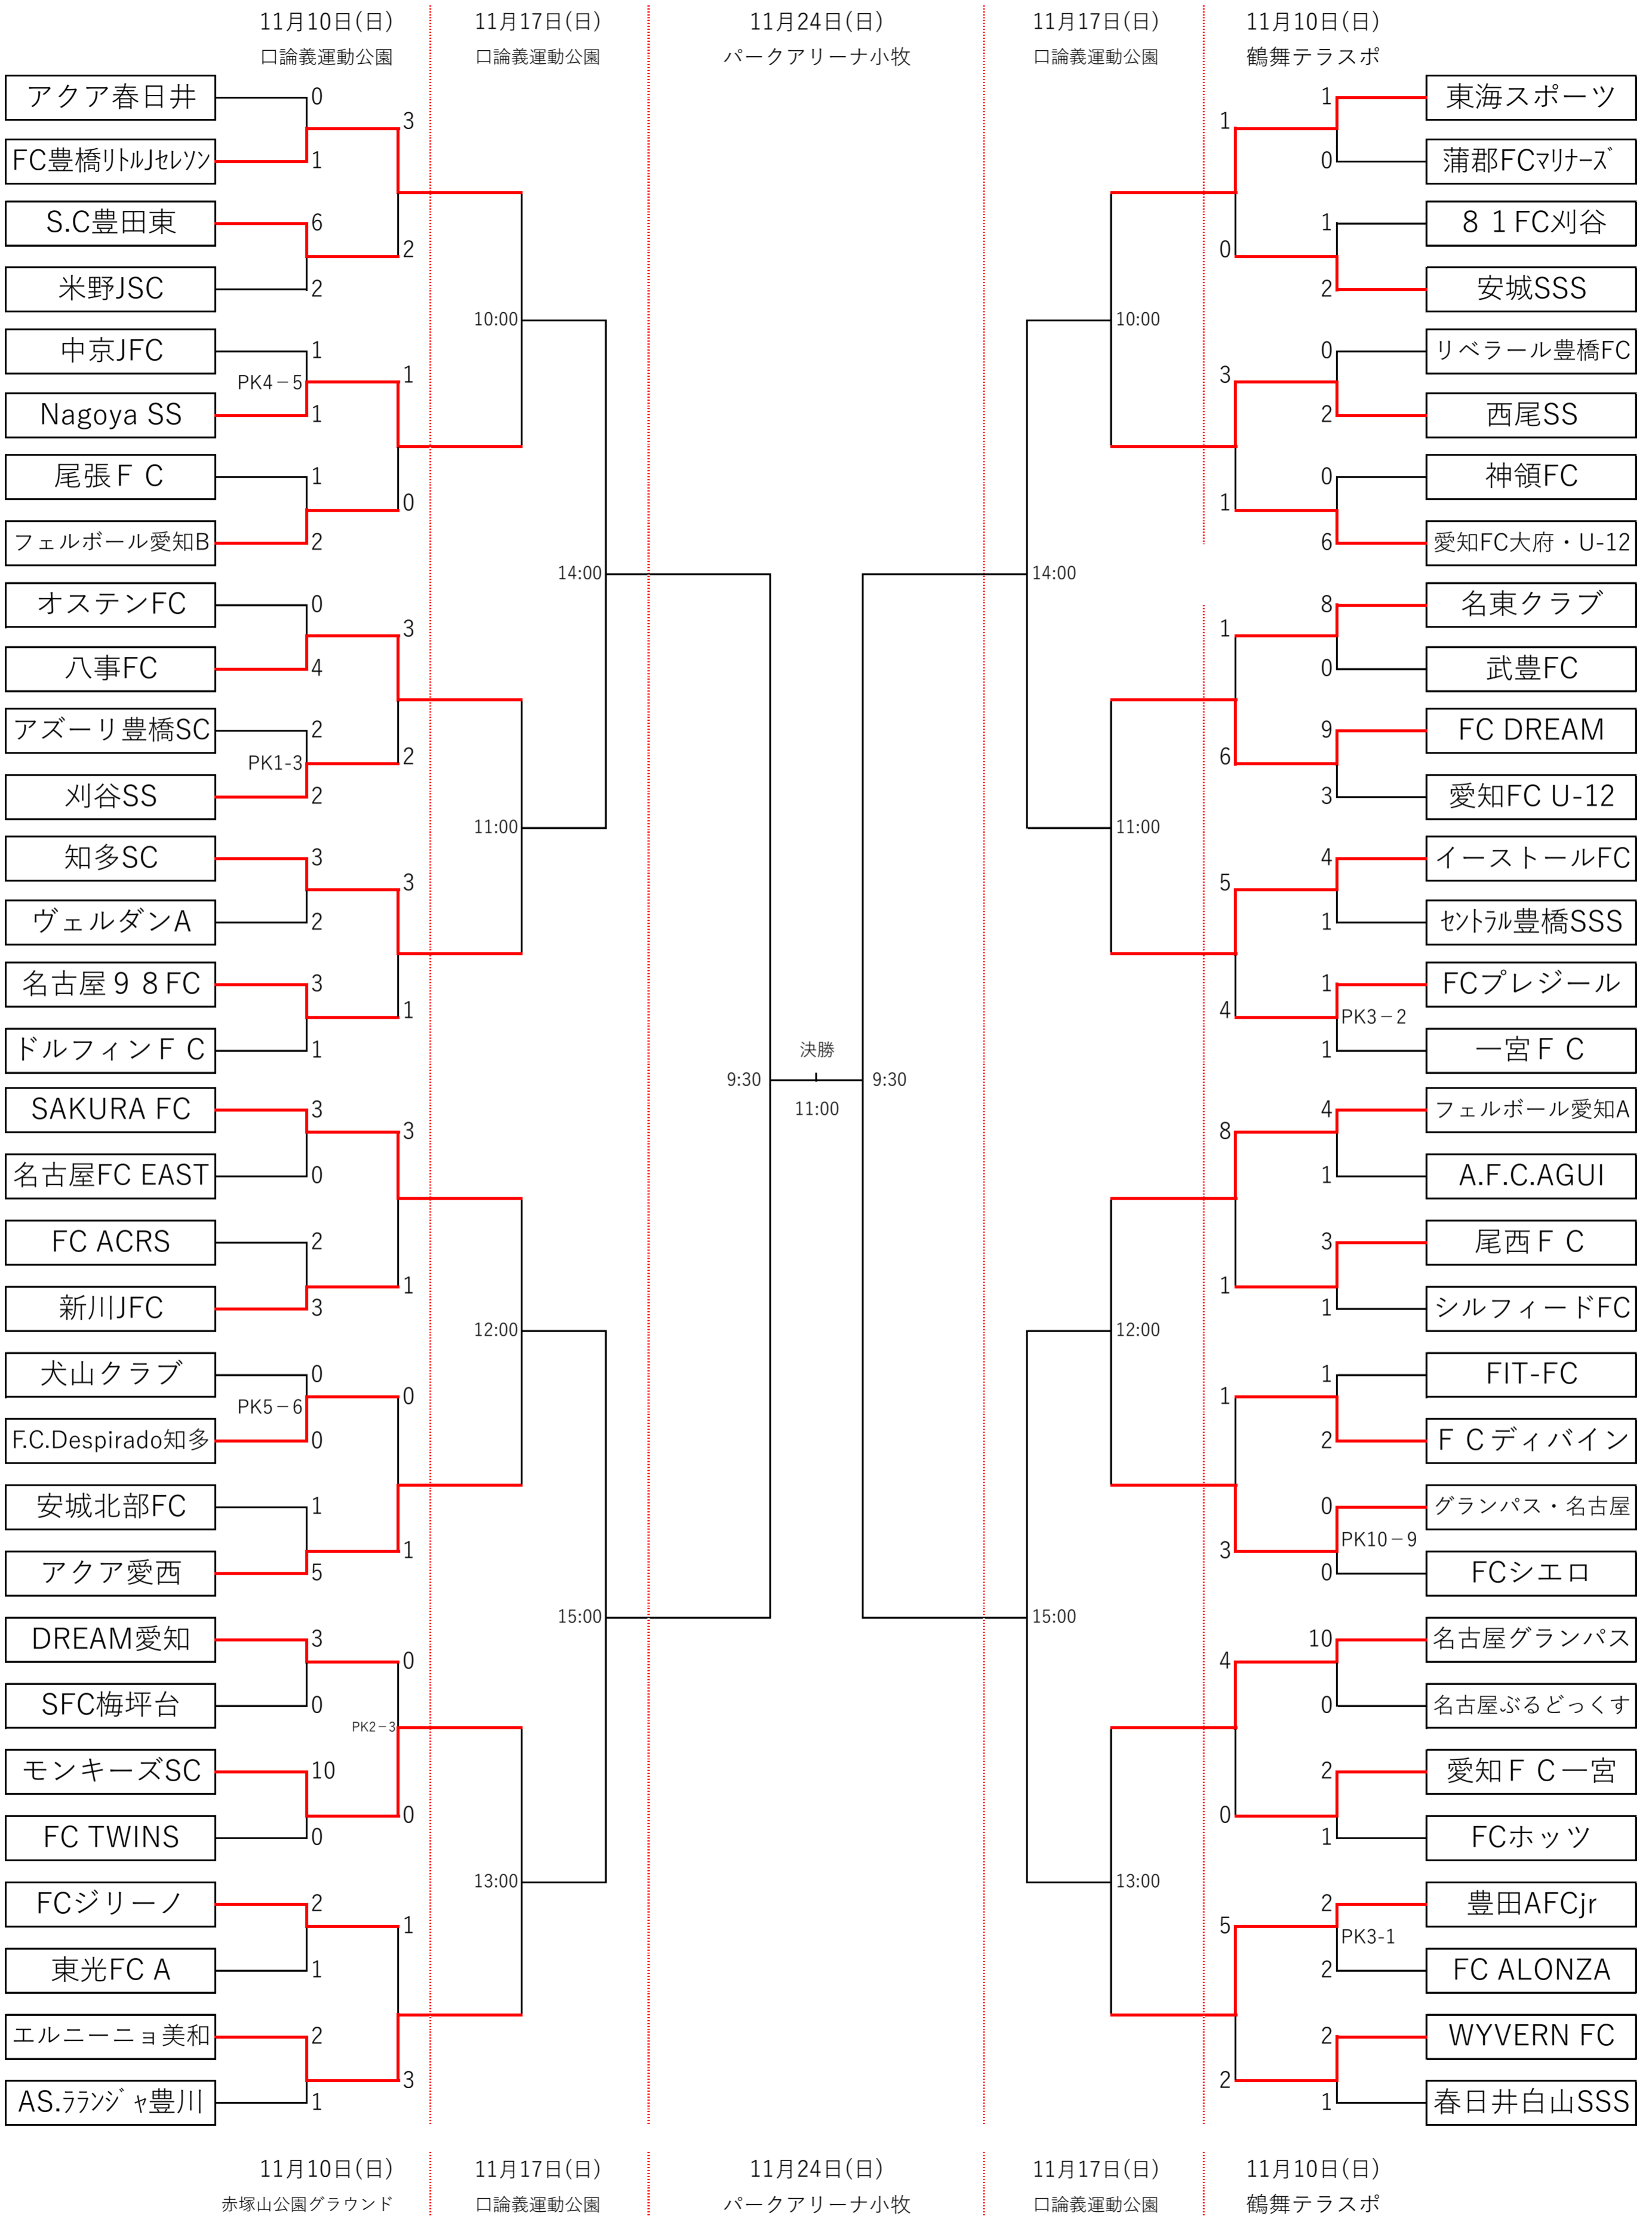 11月10日(日)
口論義運動公園
11月17日(日)
口論義運動公園
11月24日(日)
パークアリーナ小牧
11月17日(日)
口論義運動公園
11月10日(日)
鶴舞テラスポ
アクア春日井
0
3
FC豊橋リトルJセレソン
1
S.C豊田東
6
2
米野JSC
2
10:00
中京JFC
1
PK4－5
1
Nagoya SS
1
尾張ＦＣ
1
0
フェルボール愛知B
2
14:00
オステンFC
0
3
八事FC
4
アズーリ豊橋SC
2
PK1-3
2
刈谷SS
2
11:00
知多SC
3
3
ヴェルダンA
2
名古屋９８FC
3
1
ドルフィンＦＣ
1
SAKURA FC
3
3
名古屋FC EAST
0
FC ACRS
2
1
新川JFC
3
12:00
犬山クラブ
0
PK5－6
0
F.C.Despirado知多
0
安城北部FC
1
1
アクア愛西
5
15:00
DREAM愛知
3
0
SFC梅坪台
0
PK2－3
モンキーズSC
10
0
FC TWINS
0
13:00
FCジリーノ
2
1
東光FC A
1
エルニーニョ美和
2
3
AS.ラランジャ豊川
1
9:30
決勝
11:00
9:30
1
1
東海スポーツ
0
蒲郡FCマリナーズ
1
８１FC刈谷
0
2
安城SSS
10:00
0
リベラール豊橋FC
3
2
西尾SS
0
神領FC
1
6
愛知FC大府・U-12
14:00
8
名東クラブ
1
0
武豊FC
9
FC DREAM
6
3
愛知FC U-12
11:00
4
イーストールFC
5
1
セントラル豊橋SSS
1
FCプレジール
4
PK3－2
1
一宮ＦＣ
4
フェルボール愛知A
8
1
A.F.C.AGUI
3
尾西ＦＣ
1
1
シルフィードFC
12:00
1
FIT-FC
1
2
ＦＣディバイン
0
グランパス・名古屋
3
PK10－9
0
FCシエロ
15:00
10
名古屋グランパス
4
0
名古屋ぶるどっくす
2
愛知ＦＣ一宮
0
1
FCホッツ
13:00
2
豊田AFCjr
5
PK3-1
2
FC ALONZA
2
WYVERN FC
2
1
春日井白山SSS
11月10日(日)
赤塚山公園グラウンド
11月17日(日)
口論義運動公園
11月24日(日)
パークアリーナ小牧
11月17日(日)
口論義運動公園
11月10日(日)
鶴舞テラスポ